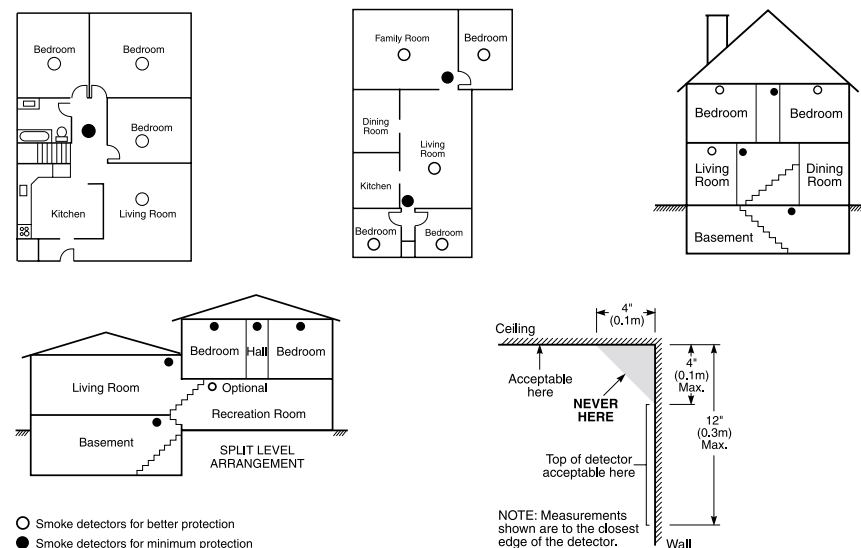 Bedroom
Bedroom
Bedroom
Kitchen
Living Room
Family Room
Bedroom
Dining
Room
Living
Room
Kitchen
Bedroom
Bedroom
Bedroom
Bedroom
Living
Room
Dining
Room
Basement
Bedroom
Hall
Bedroom
Living Room
Optional
Recreation Room
Basement
SPLIT LEVEL
ARRANGEMENT
4"
(0.1m)
Ceiling
Acceptable
here
NEVER
HERE
4"
(0.1m)
Max.
12"
(0.3m)
Max.
Top of detector
acceptable here
NOTE: Measurements
shown are to the closest
edge of the detector.
Wall
Smoke detectors for better protection
Smoke detectors for minimum protection